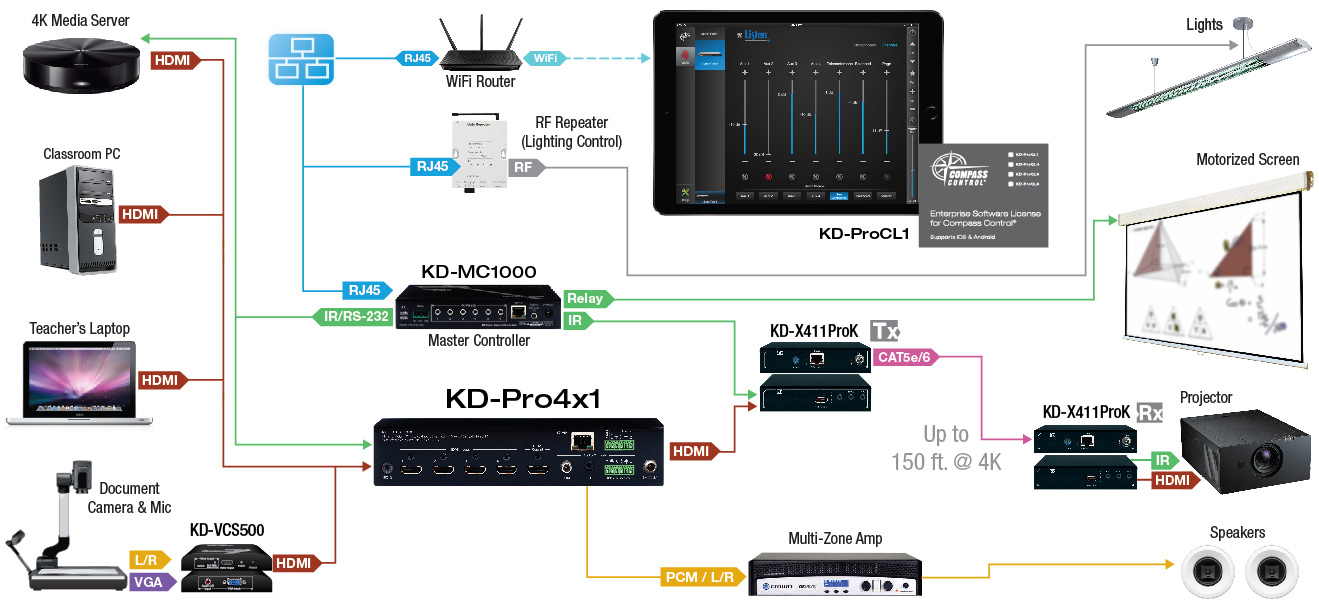 4K Media Server
HDMI
RJ45
WiFi
WiFi Router
Listen
Lights
RF Repeater
(Lighting Control)
Classroom PC
HDMI
RJ45
RF
COMPASS
CONTROL®
KD-ProCL1
Enterprise Software License
for Compass Control®
Supports iOS & Android
KD-ProCL1
Motorized Screen
KD-MC1000
RJ45
Relay
IR/RS-232
IR
Master Controller
Teacher's Laptop
HDMI
KD-X411ProK Tx
CAT5e/6
KD-Pro4x1
HDMI
Up to
150 ft. @ 4K
KD-X411ProK Rx
Projector
IR
HDMI
Document
Camera & Mic
KD-VCS500
L/R
VGA
HDMI
Multi-Zone Amp
PCM / L/R
crown
Speakers